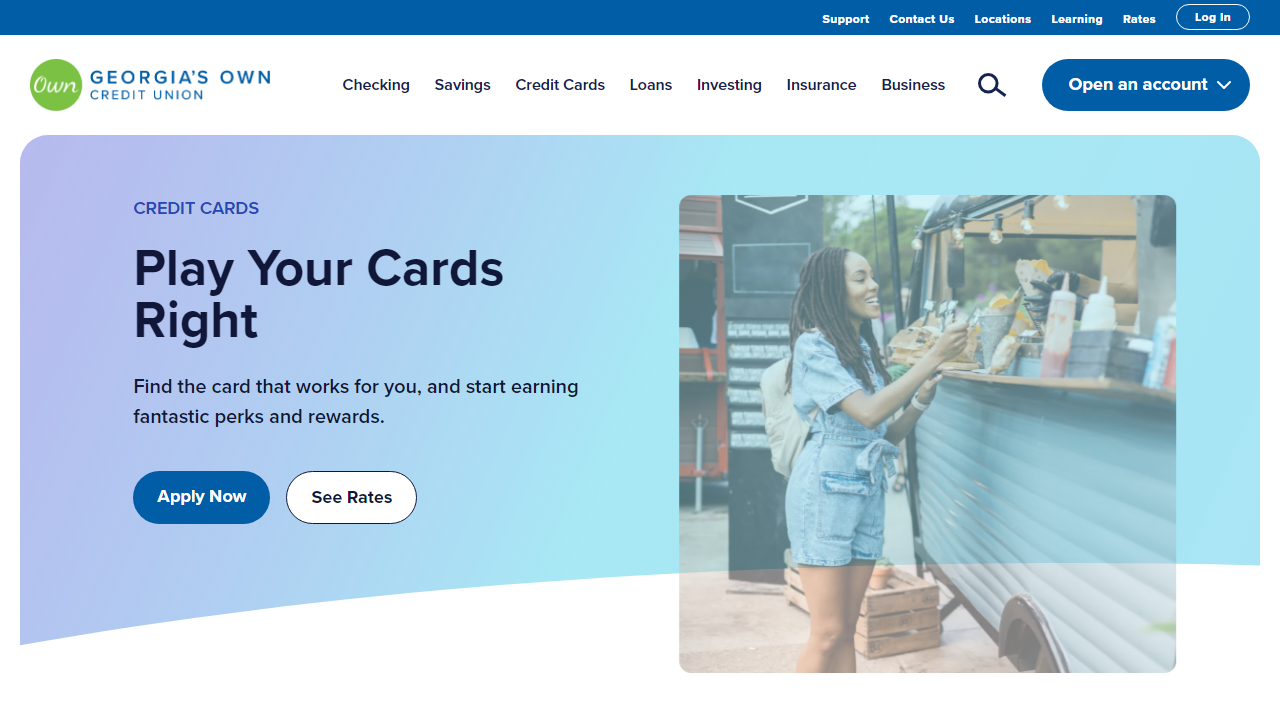 Support Contact Us Locations Learning Rates Log In
Own GEORGIA'S OWN
CREDIT UNION
Checking Savings Credit Cards Loans Investing Insurance Business Open an account
CREDIT CARDS
Play Your Cards
Right
Find the card that works for you, and start earning
fantastic perks and rewards.
Apply Now See Rates